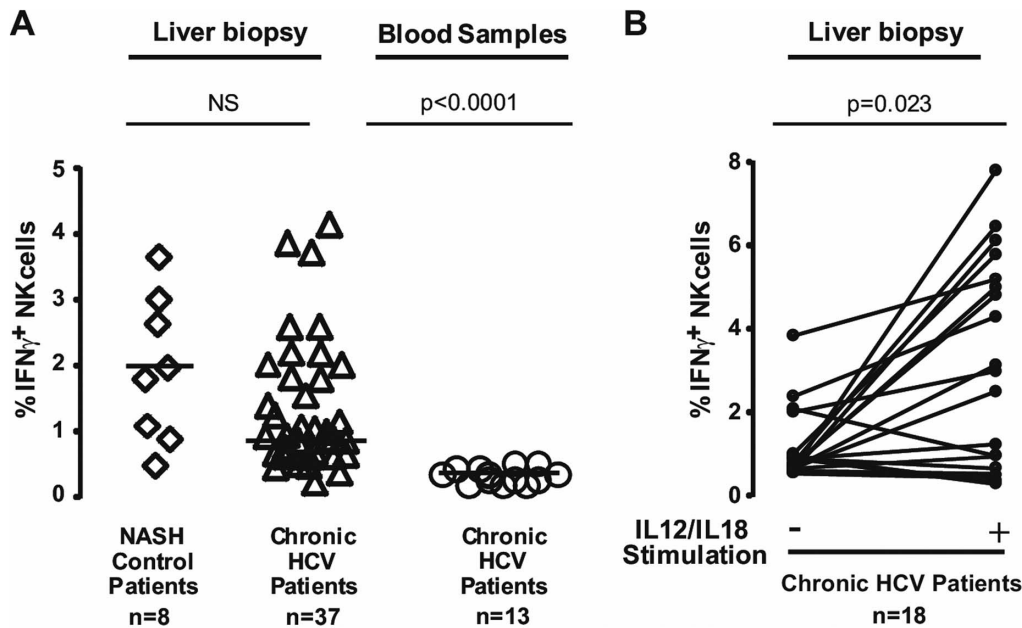 A
Liver biopsy
Blood Samples
NS
p<0.0001
5
4
3
2
1
0
%IFNγ+ NKcells
NASH
Control
Patients
n=8
Chronic
HCV
Patients
n=37
Chronic
HCV
Patients
n=13
B
Liver biopsy
p=0.023
8
6
4
2
0
%IFNγ+ NKcells
IL12/IL18
Stimulation
-
+
Chronic HCV Patients
n=18